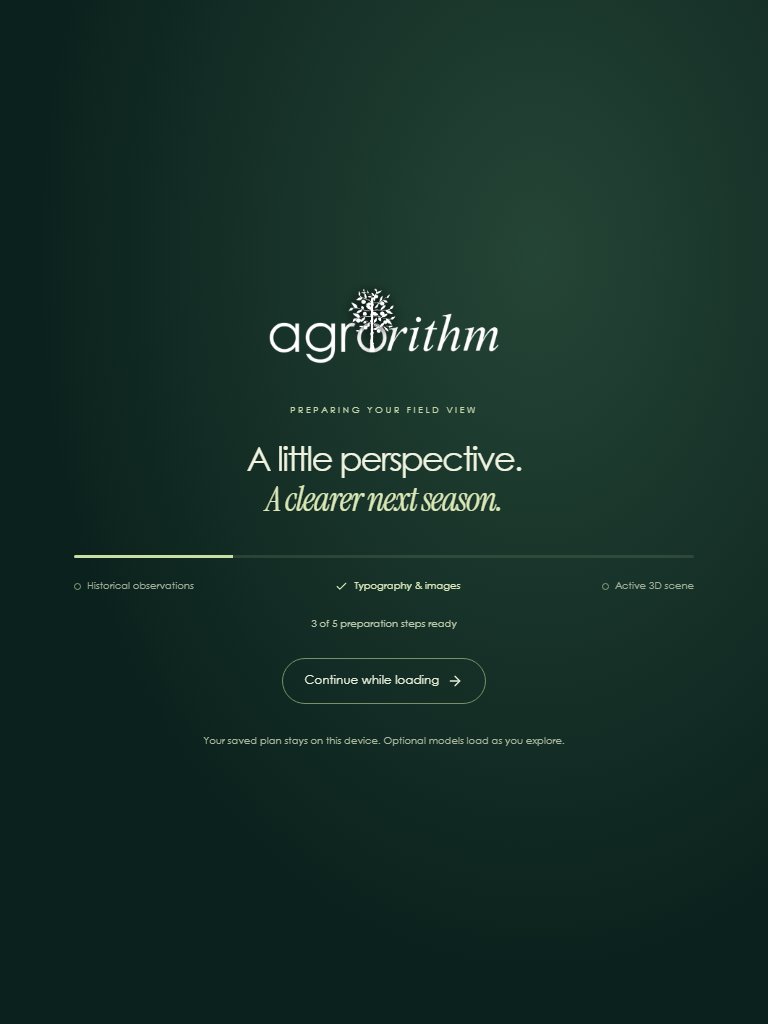 agrorithm
PREPARING YOUR FIELD VIEW
A little perspective.
A clearer next season.
Historical observations
Typography & images
Active 3D scene
3 of 5 preparation steps ready
Continue while loading
Your saved plan stays on this device. Optional models load as you explore.